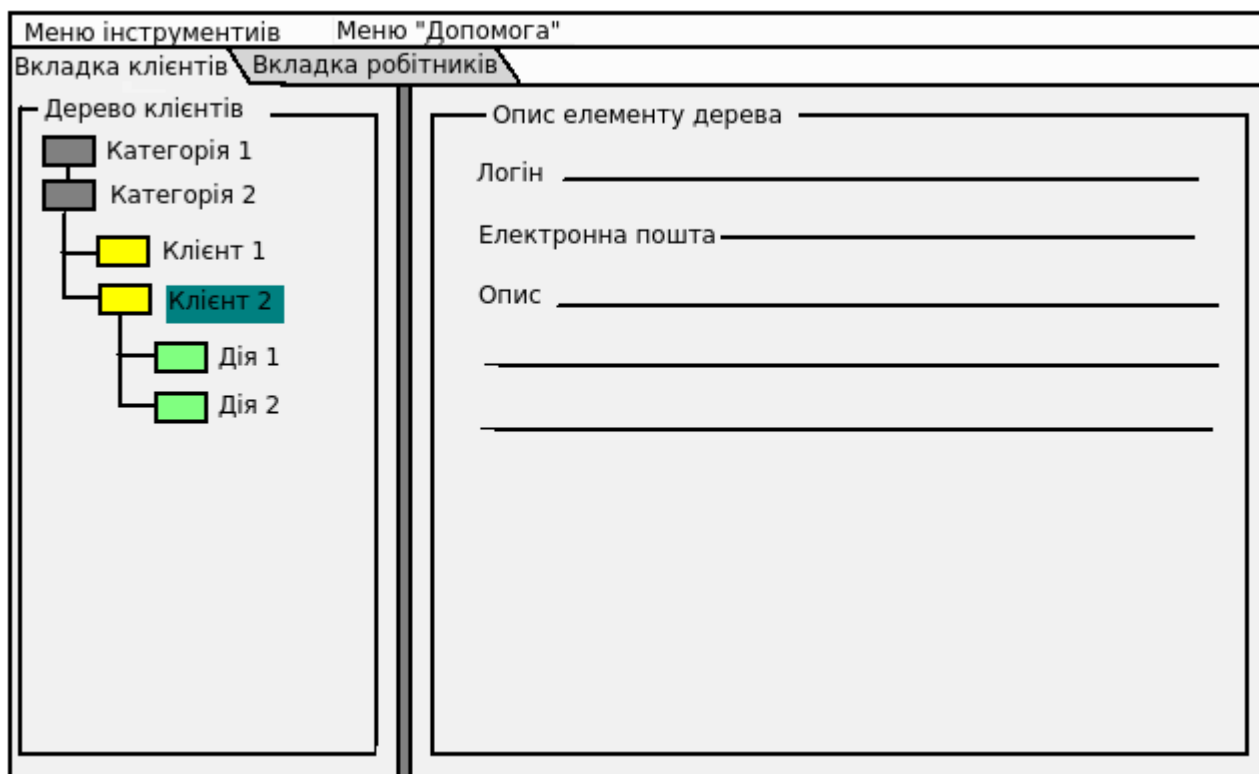 Меню інструментиів Меню "Допомога"
Вкладка клієнтів Вкладка робітників
Дерево клієнтів
Категорія 1
Категорія 2
Клієнт 1
Клієнт 2
Дія 1
Дія 2
Опис елементу дерева
Логін
Електронна пошта
Опис